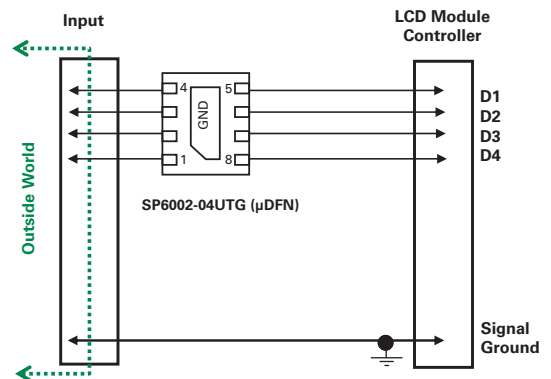 Input
LCD Module
Controller
4
5
GND
1
8
D1
D2
D3
D4
SP6002-04UTG (µDFN)
Outside World
Signal
Ground